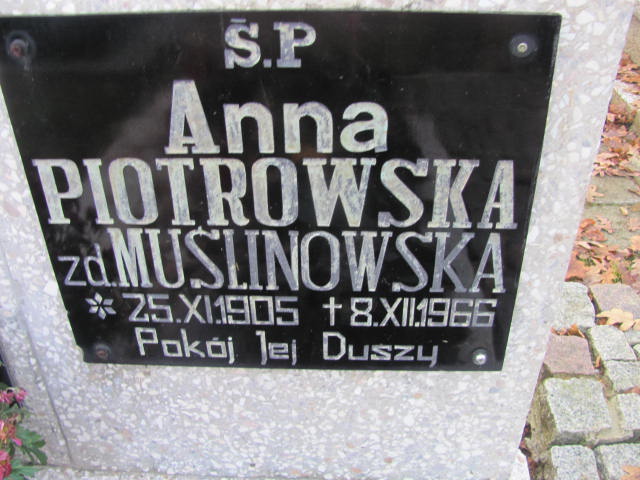 Ś.P
Anna
PIOTROWSKA
zd.MUŚLINOWSKA
* 25.XI.1905 † 8.XII.1966
Pokój Jej Duszy